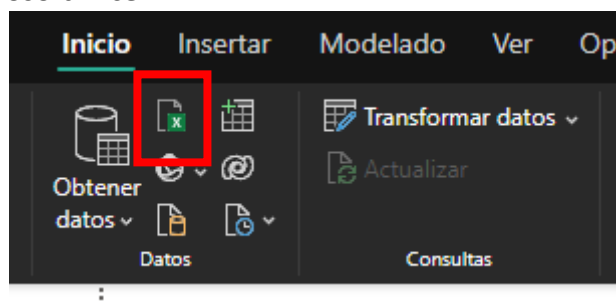 Inicio Insertar Modelado Ver Op
Obtener
datos
Transformar datos
Actualizar
Datos
Consultas